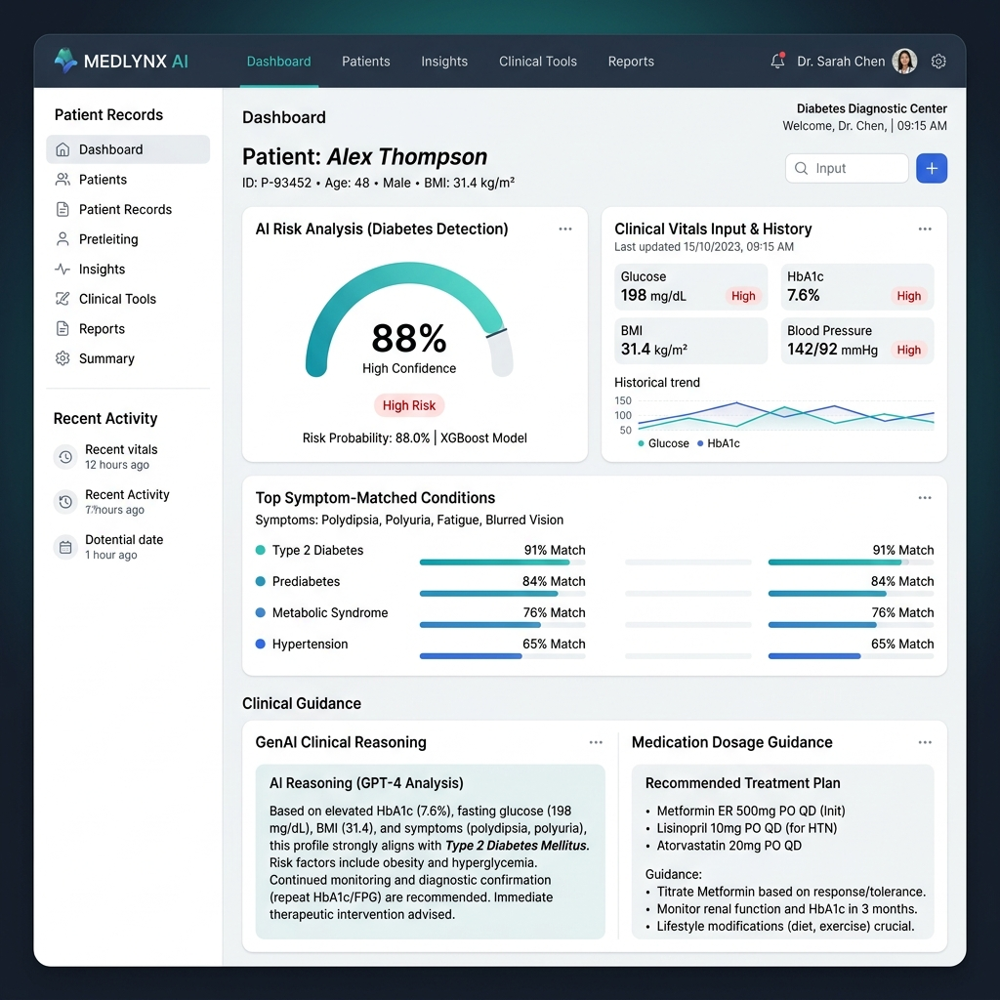 MEDLYNX AI
Dashboard
Patients
Insights
Clinical Tools
Reports
Dr. Sarah Chen
Patient Records
Dashboard
Patients
Patient Records
Pretleiting
Insights
Clinical Tools
Reports
Summary
Recent Activity
Recent vitals
12 hours ago
Recent Activity
hours ago
Dotential date
1 hour ago
Dashboard
Diabetes Diagnostic Center
Welcome, Dr. Chen, | 09:15 AM
Patient: Alex Thompson
ID: P-93452 • Age: 48 • Male • BMI: 31.4 kg/m²
Input
AI Risk Analysis (Diabetes Detection)
88%
High Confidence
High Risk
Risk Probability: 88.0% | XGBoost Model
Clinical Vitals Input & History
Last updated 15/10/2023, 09:15 AM
Glucose
198 mg/dL High
HbA1c
7.6% High
BMI
31.4 kg/m²
Blood Pressure
142/92 mmHg High
Historical trend
150
100
50
Glucose
HbA1c
Top Symptom-Matched Conditions
Symptoms: Polydipsia, Polyuria, Fatigue, Blurred Vision
Type 2 Diabetes 91% Match 91% Match
Prediabetes 84% Match 84% Match
Metabolic Syndrome 76% Match 76% Match
Hypertension 65% Match 65% Match
Clinical Guidance
GenAI Clinical Reasoning
AI Reasoning (GPT-4 Analysis)
Based on elevated HbA1c (7.6%), fasting glucose (198
mg/dL), BMI (31.4), and symptoms (polydipsia, polyuria),
this profile strongly aligns with Type 2 Diabetes Mellitus.
Risk factors include obesity and hyperglycemia.
Continued monitoring and diagnostic confirmation
(repeat HbA1c/FPG) are recommended. Immediate
therapeutic intervention advised.
Medication Dosage Guidance
Recommended Treatment Plan
• Metformin ER 500mg PO QD (Init)
• Lisinopril 10mg PO QD (for HTN)
• Atorvastatin 20mg PO QD
Guidance:
• Titrate Metformin based on response/tolerance.
• Monitor renal function and HbA1c in 3 months.
• Lifestyle modifications (diet, exercise) crucial.